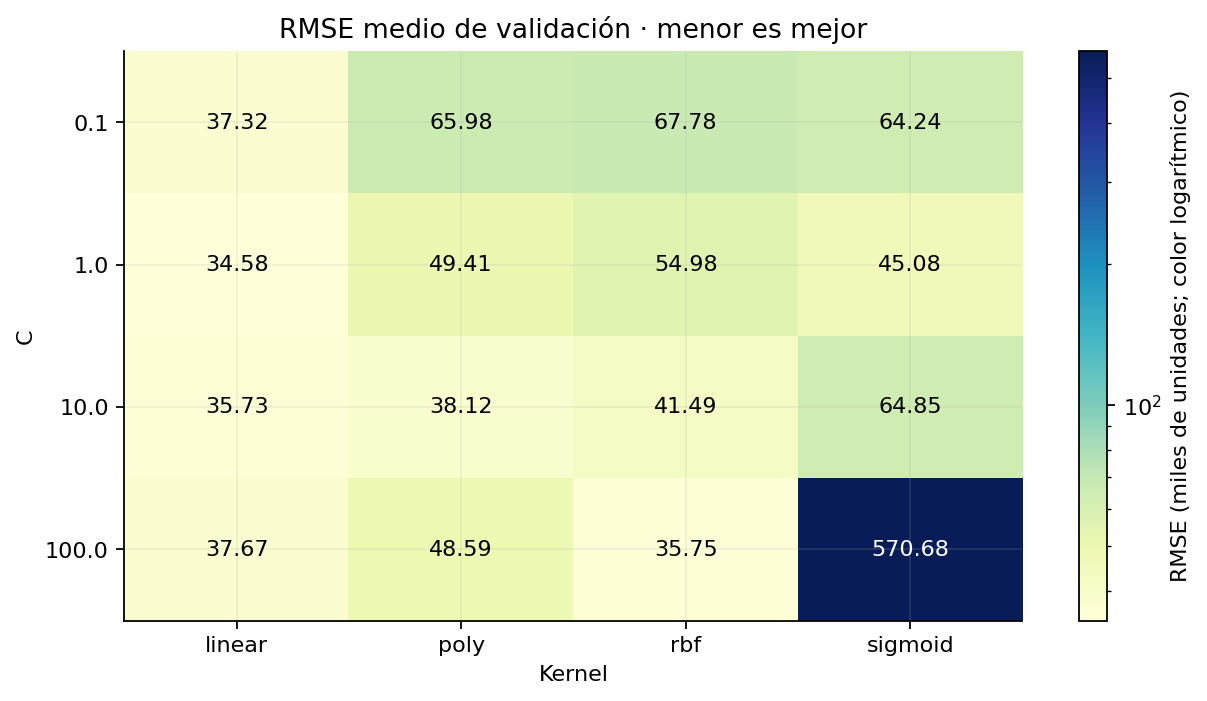 RMSE medio de validación · menor es mejor
0.1 37.32 65.98 67.78 64.24
1.0 34.58 49.41 54.98 45.08
10.0 35.73 38.12 41.49 64.85
100.0 37.67 48.59 35.75 570.68
C
linear poly rbf sigmoid
Kernel
10²
RMSE (miles de unidades; color logarítmico)